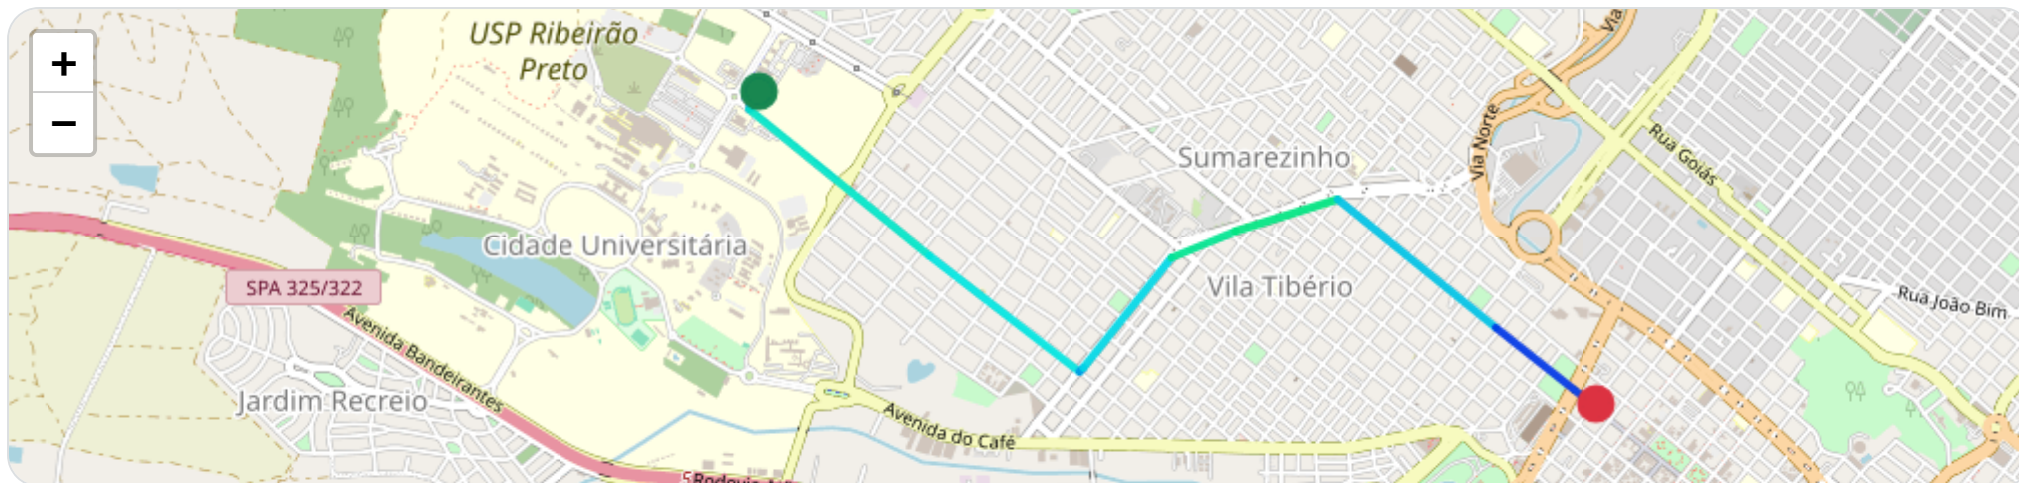 +
−
USP Ribeirão
Preto
Via
Via Norte
Rua Goiás
Sumarezinho
Cidade Universitária
Vila Tibério
SPA 325/322
Rua João Bim
Avenida Bandeirantes
Jardim Recreio
Avenida do Café